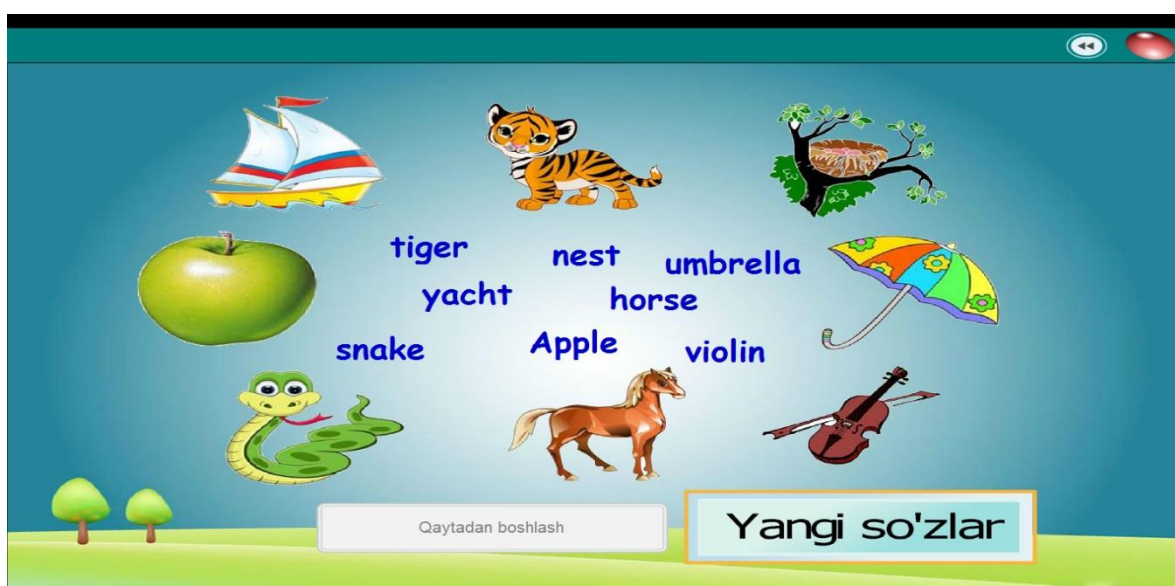 tiger nest umbrella
yacht horse
snake Apple violin
Qaytadan boshlash
Yangi so'zlar